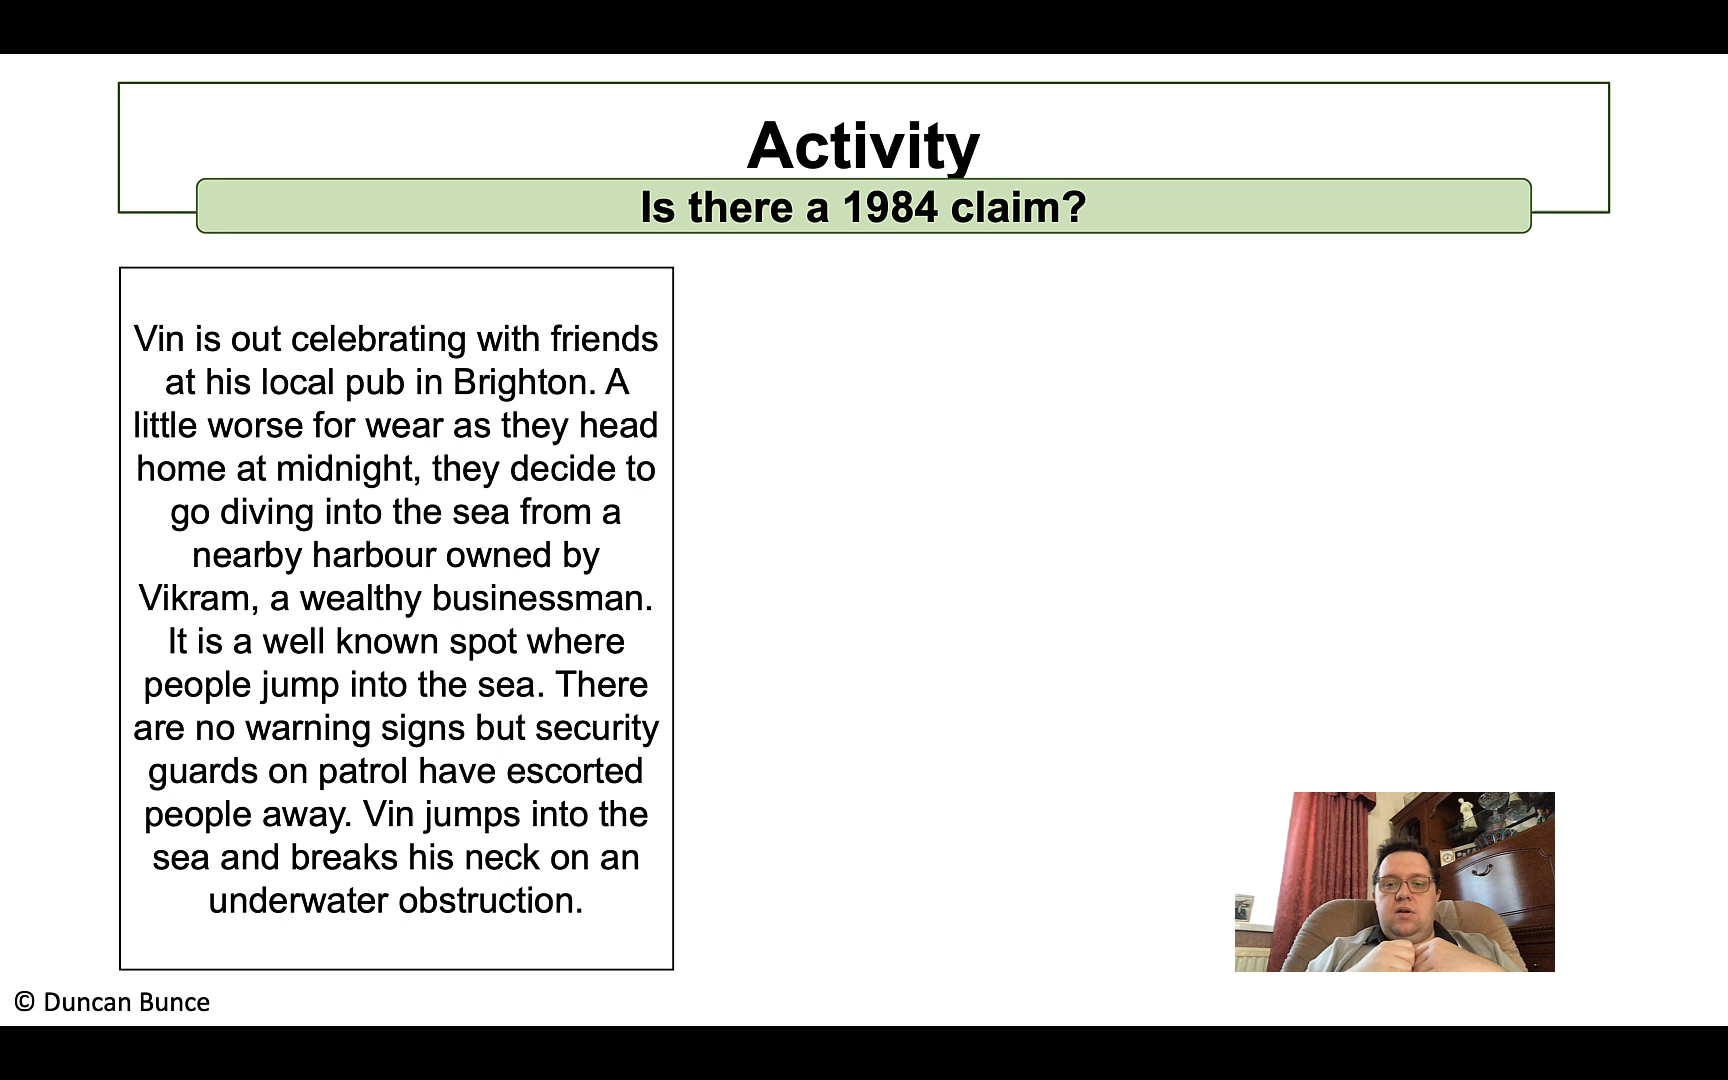 Activity
Is there a 1984 claim?
Vin is out celebrating with friends
at his local pub in Brighton. A
little worse for wear as they head
home at midnight, they decide to
go diving into the sea from a
nearby harbour owned by
Vikram, a wealthy businessman.
It is a well known spot where
people jump into the sea. There
are no warning signs but security
guards on patrol have escorted
people away. Vin jumps into the
sea and breaks his neck on an
underwater obstruction.
© Duncan Bunce